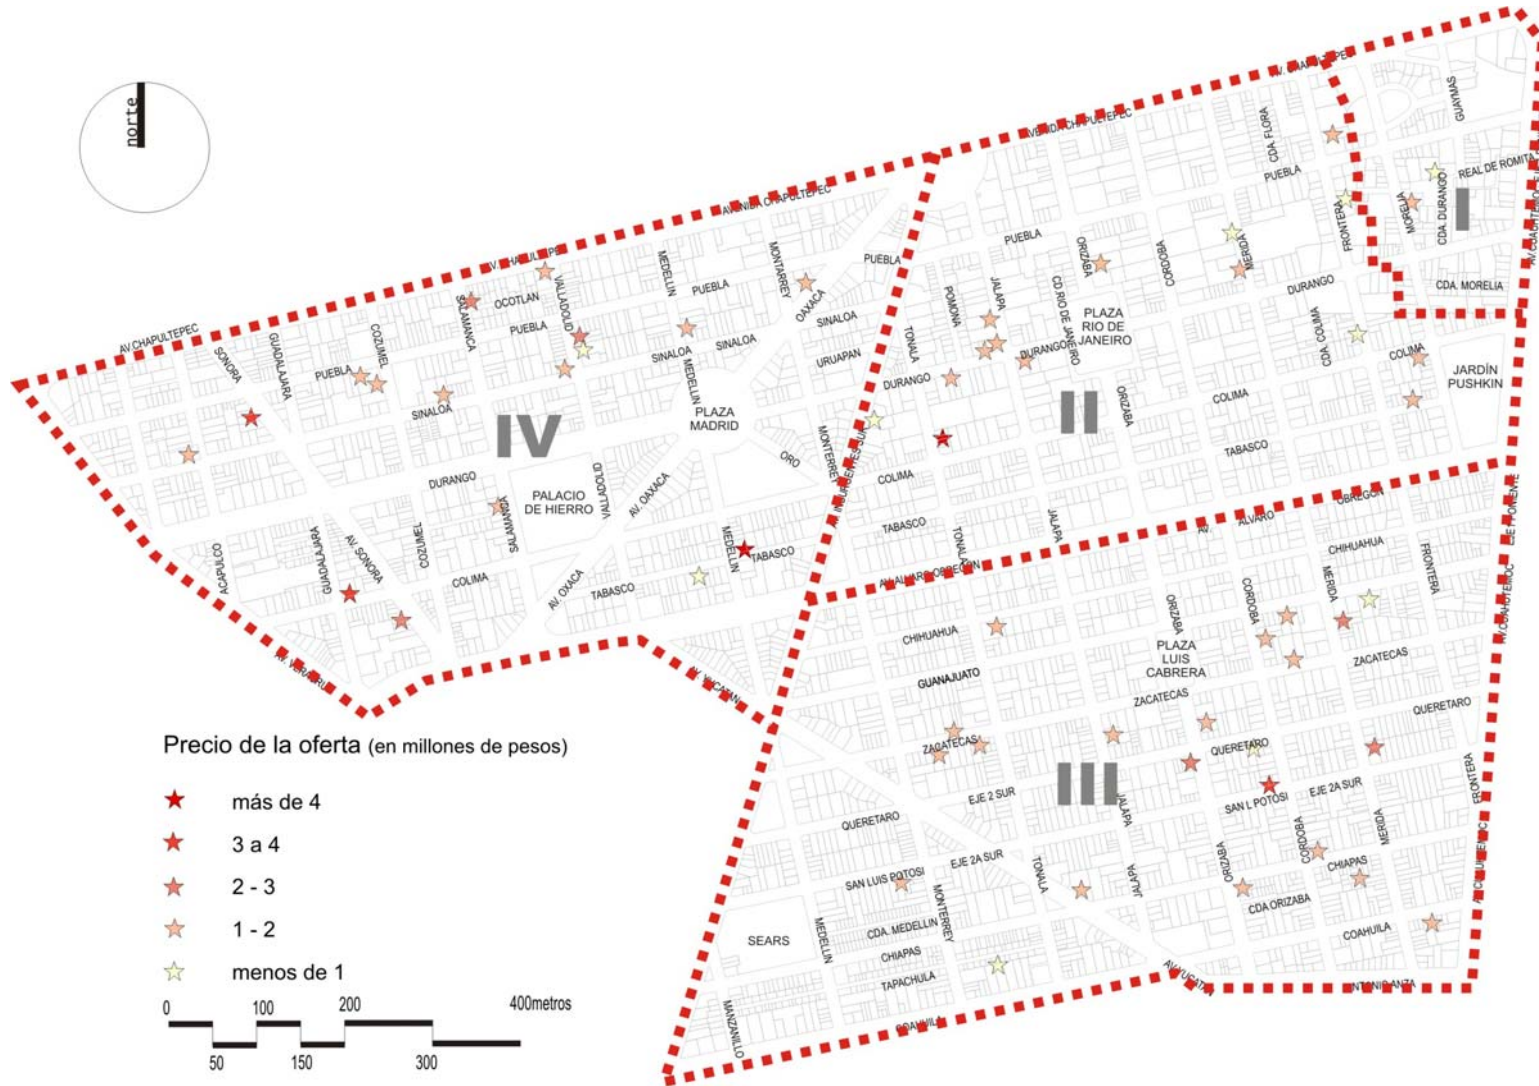 norte
AV. CHAPULTEPEC
GUAYMAS
CDA FLORA
AVENIDA CHAPULTEPEC
PUEBLA
REAL DE ROMITA
MORELIA
CDA. DURANGO
I
FRONTERA
AVENIDA CHAPULTEPEC
MEDELLIN
MONTARREY
PUEBLA
PUEBLA
ORIZABA
CORDOBA
MERIDA
DURANGO
CDA. MORELIA
SALAMANCA
OCOTLAN
VALLADOUD
PUEBLA
OAXACA
SINALOA
POMONA
JALAPA
CD RIO DE JANEIRO
PLAZA
RIO DE
JANEIRO
CDA. COLIMA
AV.CHAPULTEPEC
SONORA
GUADALAJARA
COZUMEL
PUEBLA
SINALOA
SINALOA
URUAPAN
TONALA
DURANGO
COLIMA
JARDÍN
PUSHKIN
PUEBLA
SINALOA
MEDELLIN
DURANGO
IV
PLAZA
MADRID
II
ORIZABA
COLIMA
TABASCO
MONTERREY
AV. INSURGENTES SUR
ORO
COLIMA
DURANGO
PALACIO
DE HIERRO
VALLADOLID
AV. OAXACA
SALAMANCA
AV. ALVARO OBREGON
ACAPULCO
GUADALAJARA
AV. SONORA
COZUMEL
COLIMA
AV. OXACA
TABASCO
MEDELLIN
TABASCO
TABASCO
TONALA
JALAPA
AV. ALVARO OBREGON
CHIHUAHUA
FRONTERA
MERIDA
CORDOBA
ORIZABA
CHIHUAHUA
PLAZA
LUIS
CABRERA
ZACATECAS
AV. YUCATAN
GUANAJUATO
ZACATECAS
QUERETARO
ZACATECAS
QUERETARO
III
EJE 2 SUR
SAN L POTOSI
EJE 2A SUR
FRONTERA
JALAPA
QUERETARO
CORDOBA
MERIDA
EJE 2A SUR
SAN LUIS POTOSI
TONALA
JALAPA
ORIZABA
CHIAPAS
CDA ORIZABA
MONTERREY
CDA. MEDELLIN
MEDELLIN
SEARS
COAHUILA
CHIAPAS
TAPACHULA
AV.YUCATAN
MANZANILLO
COAHUILA
Precio de la oferta (en millones de pesos)
más de 4
3 a 4
2 - 3
1 - 2
menos de 1
0 100 200 400metros
50 150 300